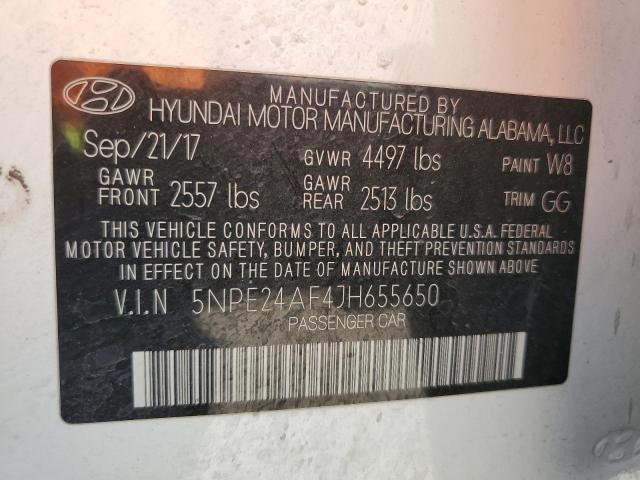 MANUFACTURED BY
HYUNDAI MOTOR MANUFACTURING ALABAMA, LLC
Sep/21/17 GVWR 4497 lbs PAINT W8
GAWR FRONT 2557 lbs GAWR REAR 2513 lbs TRIM GG
THIS VEHICLE CONFORMS TO ALL APPLICABLE U.S.A. FEDERAL
MOTOR VEHICLE SAFETY, BUMPER, AND THEFT PREVENTION STANDARDS
IN EFFECT ON THE DATE OF MANUFACTURE SHOWN ABOVE
V.I.N 5NPE24AF4JH655650
PASSENGER CAR